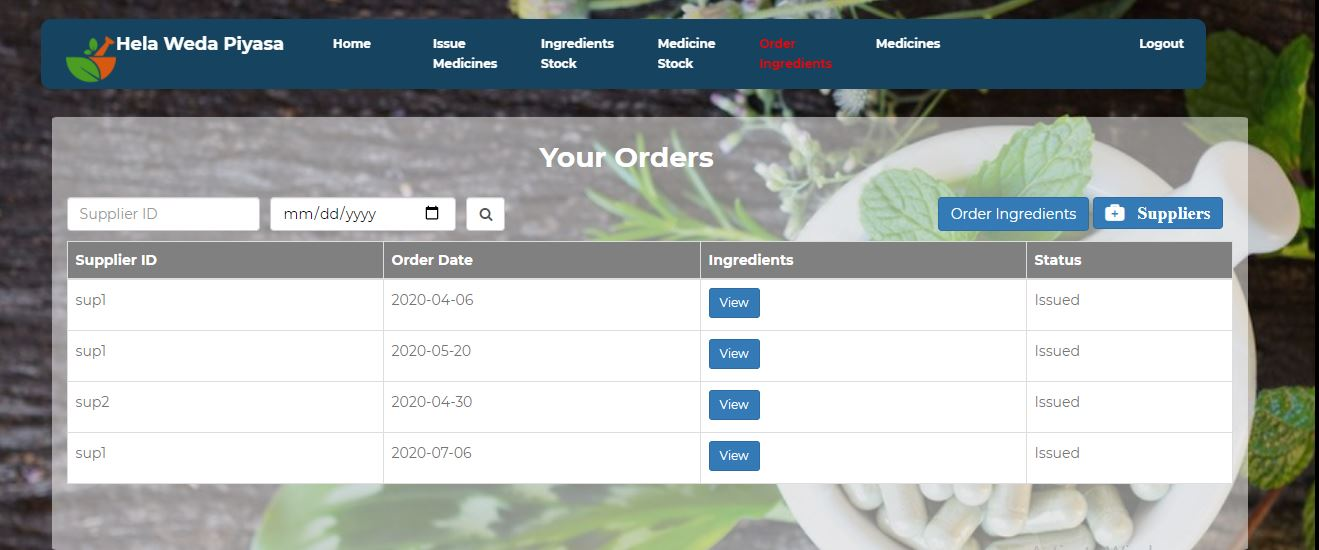 Hela Weda Piyasa
Home
Issue
Medicines
Ingredients
Stock
Medicine
Stock
Order
Ingredients
Medicines
Logout
Your Orders
Supplier ID
mm/dd/yyyy
Order Ingredients
Suppliers
Supplier ID Order Date Ingredients Status
sup1 2020-04-06 View Issued
sup1 2020-05-20 View Issued
sup2 2020-04-30 View Issued
sup1 2020-07-06 View Issued